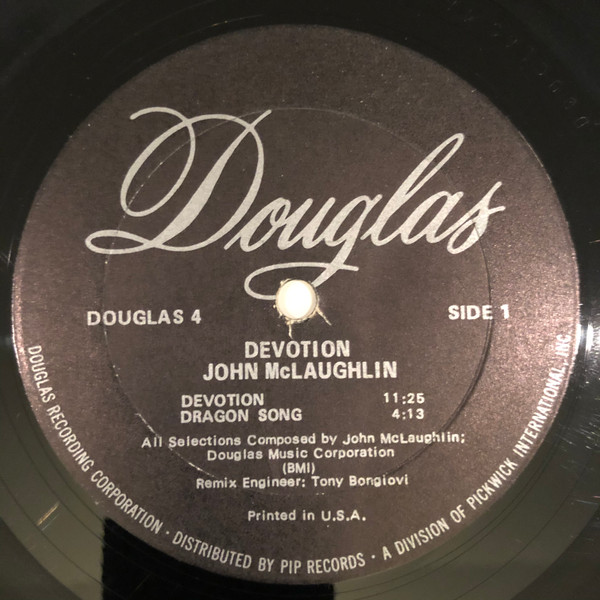 Douglas
DOUGLAS 4
SIDE 1
DEVOTION
JOHN McLAUGHLIN
DEVOTION 11:25
DRAGON SONG 4:13
All Selections Composed by John McLaughlin;
Douglas Music Corporation
(BMI)
Remix Engineer: Tony Bongiovi
Printed in U.S.A.
DOUGLAS RECORDING CORPORATION · DISTRIBUTED BY PIP RECORDS · A DIVISION OF PICKWICK INTERNATIONAL, INC